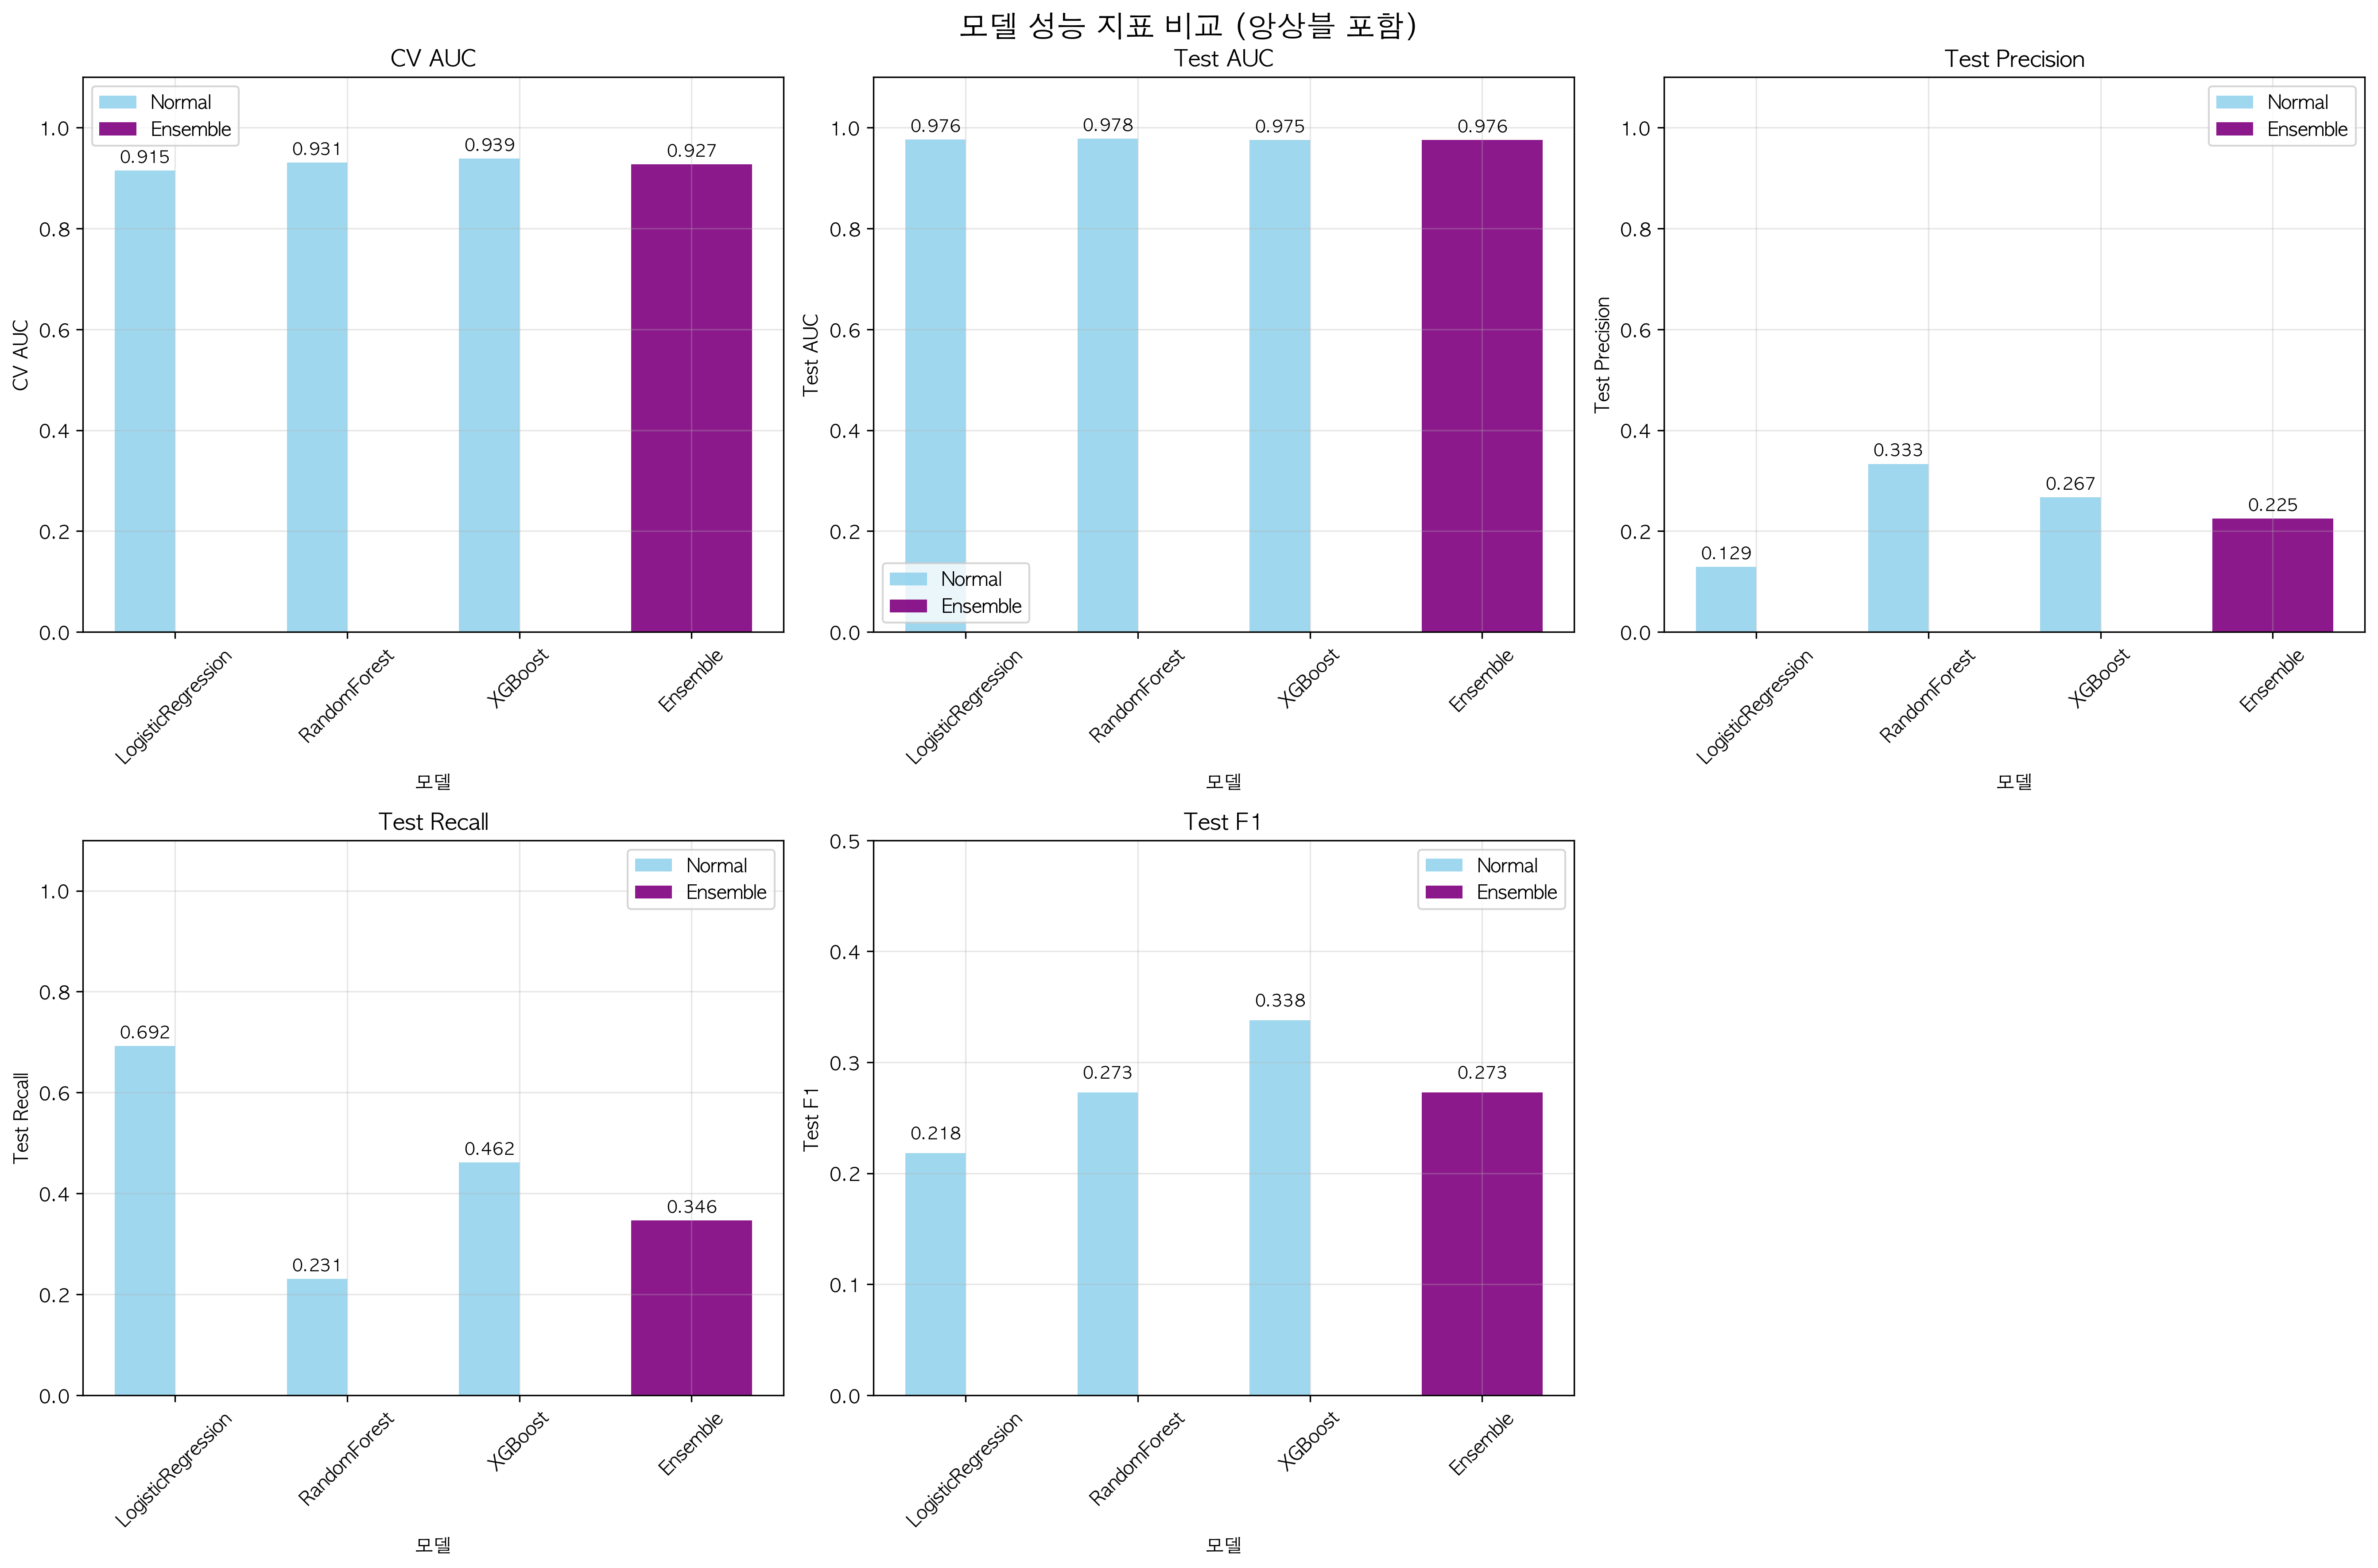 모델 성능 지표 비교 (앙상블 포함)
CV AUC
Normal
Ensemble
CV AUC
1.0
0.8
0.6
0.4
0.2
0.0
0.915
0.931
0.939
0.927
LogisticRegression
RandomForest
XGBoost
Ensemble
모델
Test AUC
Test AUC
1.0
0.8
0.6
0.4
0.2
0.0
0.976
0.978
0.975
0.976
Normal
Ensemble
LogisticRegression
RandomForest
XGBoost
Ensemble
모델
Test Precision
Normal
Ensemble
Test Precision
1.0
0.8
0.6
0.4
0.2
0.0
0.129
0.333
0.267
0.225
LogisticRegression
RandomForest
XGBoost
Ensemble
모델
Test Recall
Normal
Ensemble
Test Recall
1.0
0.8
0.6
0.4
0.2
0.0
0.692
0.231
0.462
0.346
LogisticRegression
RandomForest
XGBoost
Ensemble
모델
Test F1
Normal
Ensemble
Test F1
0.5
0.4
0.3
0.2
0.1
0.0
0.218
0.273
0.338
0.273
LogisticRegression
RandomForest
XGBoost
Ensemble
모델